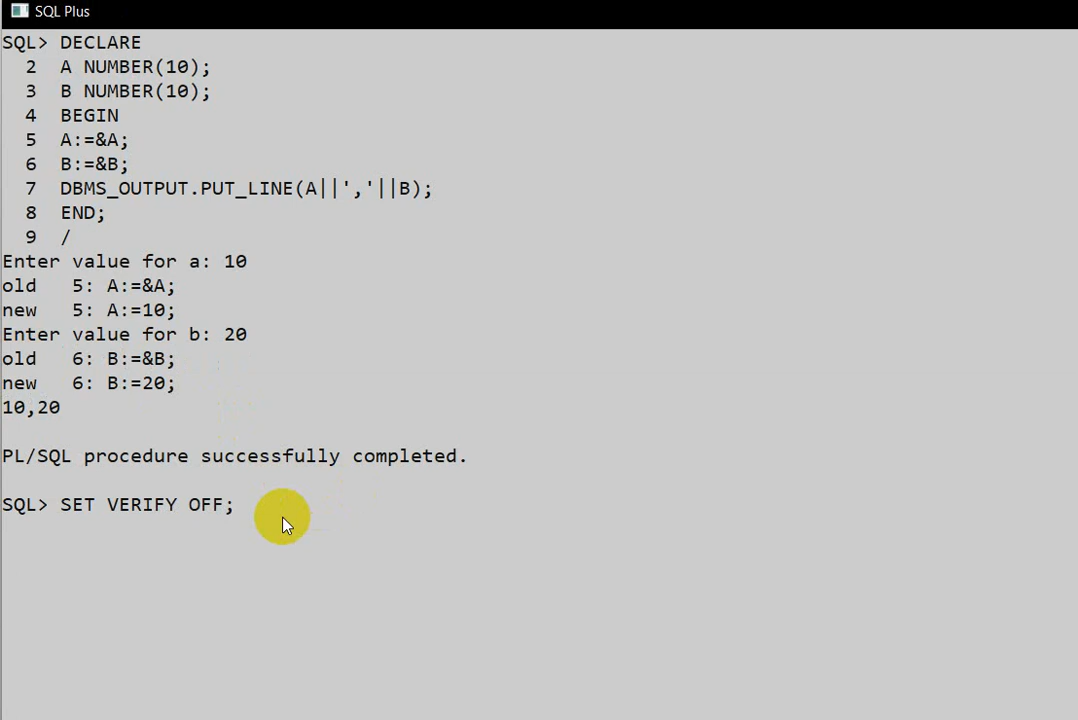 SQL Plus
SQL> DECLARE
  2  A NUMBER(10);
  3  B NUMBER(10);
  4  BEGIN
  5  A:=&A;
  6  B:=&B;
  7  DBMS_OUTPUT.PUT_LINE(A||','||B);
  8  END;
  9  /
Enter value for a: 10
old   5: A:=&A;
new   5: A:=10;
Enter value for b: 20
old   6: B:=&B;
new   6: B:=20;
10,20
PL/SQL procedure successfully completed.
SQL> SET VERIFY OFF;